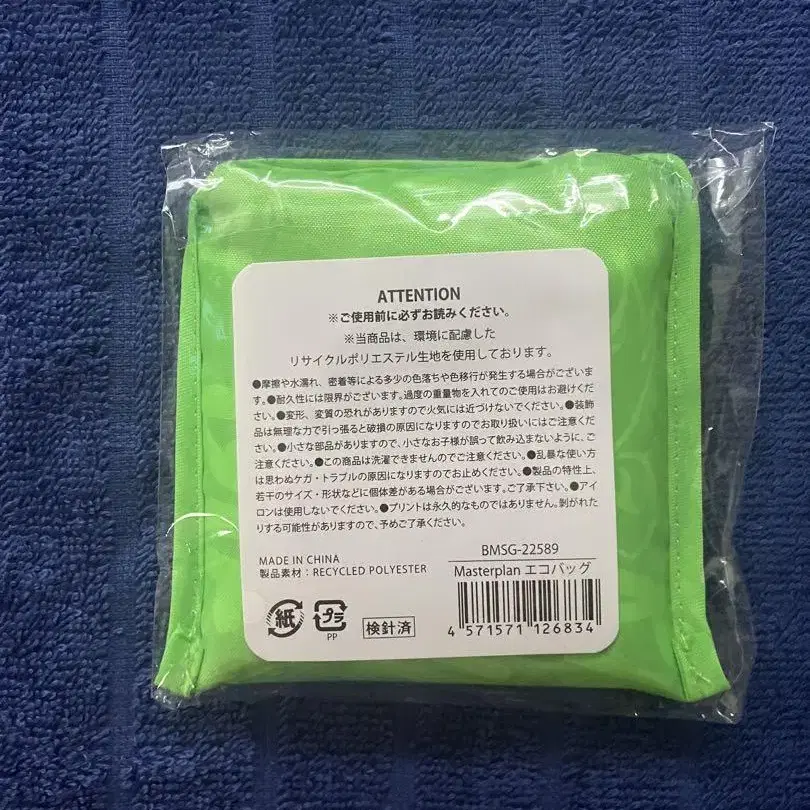 ATTENTION
※ご使用前に必ずお読みください。
※当商品は、環境に配慮した
リサイクルポリエステル生地を使用しております。
●摩擦や水濡れ、密着等による多少の色落ちや色移行が発生する場合がございま
す。●耐久性には限界がございます。過度の重量物を入れてのご使用はお避けくだ
さい。●変形、変質の恐れがありますので火気には近づけないでください。●装飾
品は無理な力で引っ張ると破損の原因になりますのでお取り扱いにはご注意くださ
い。●小さな部品がありますので、小さなお子様が誤って飲み込まないように、ご
注意ください。●この商品は洗濯できませんのでご注意ください。●乱暴な使い方
は思わぬケガ・トラブルの原因になりますのでお止めください。●製品の特性上、
若干のサイズ・形状などに個体差がある場合がございます。ご了承下さい。●アイ
ロンは使用しないでください。●プリントは永久的なものではありません。剥がれた
りする可能性がありますので、予めご了承ください。
MADE IN CHINA
製品素材：RECYCLED POLYESTER
紙
プラ
PP
検針済
BMSG-22589
Masterplan エコバッグ
4 571571 126834